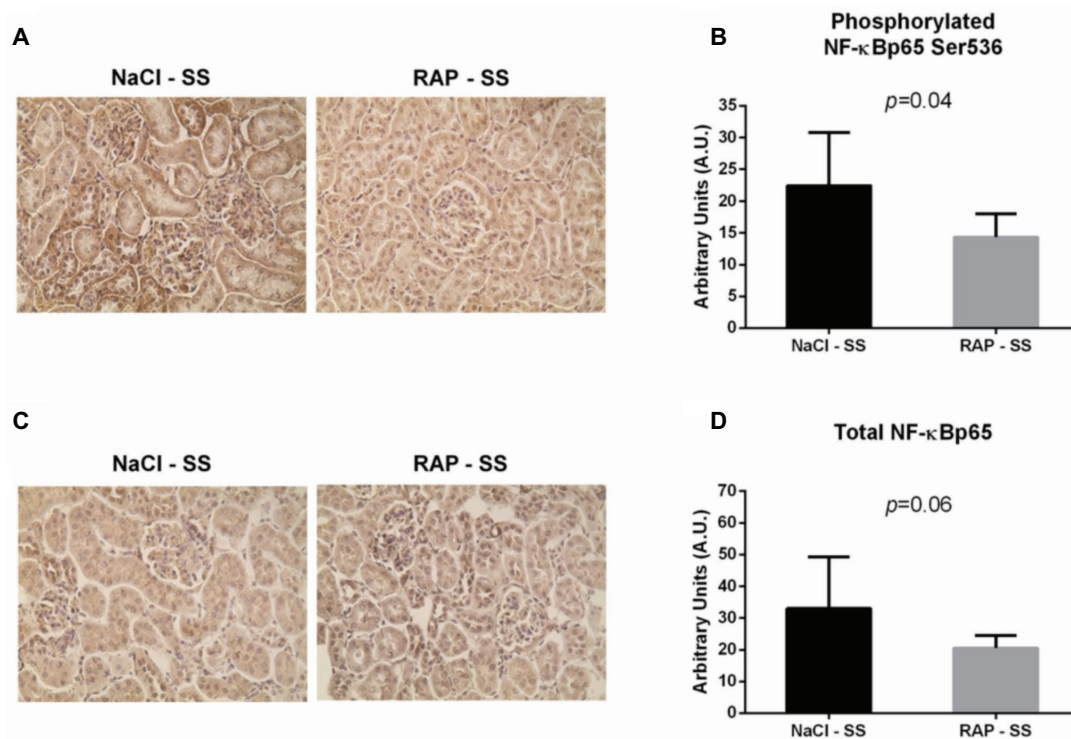 A
NaCl - SS
RAP - SS
B
Phosphorylated
NF-κBp65 Ser536
p=0.04
Arbitrary Units (A.U.)
35
30
25
20
15
10
5
0
NaCl - SS
RAP - SS
C
NaCl - SS
RAP - SS
D
Total NF-κBp65
p=0.06
Arbitrary Units (A.U.)
70
60
50
40
30
20
10
0
NaCl - SS
RAP - SS